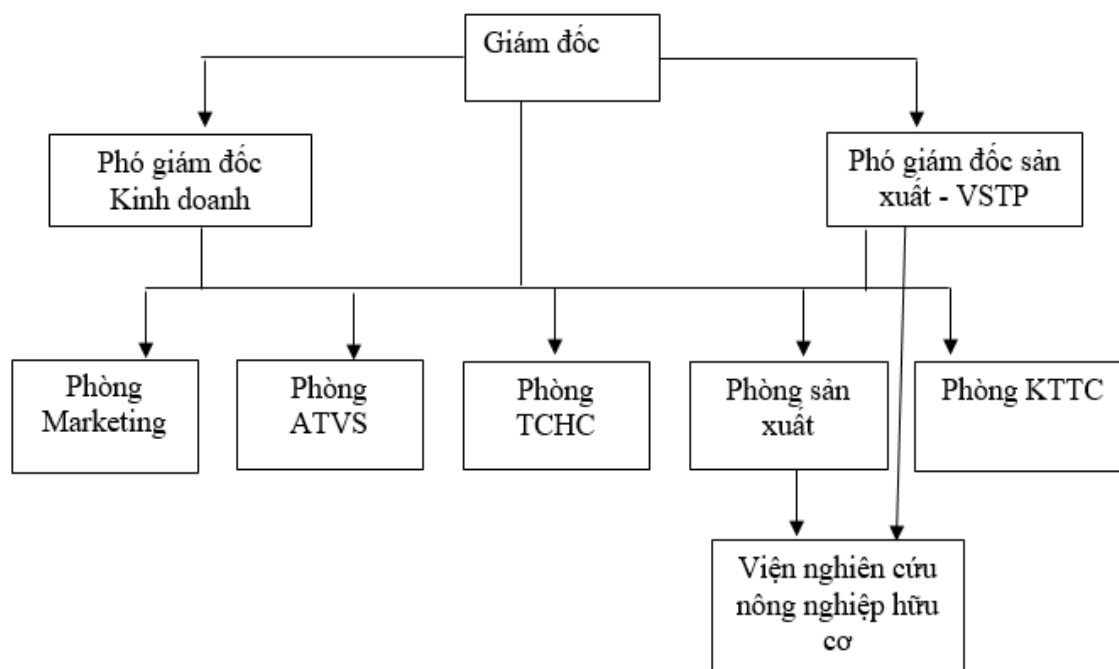 Giám đốc
Phó giám đốc
Kinh doanh
Phó giám đốc sản
xuất - VSTP
Phòng
Marketing
Phòng
ATVS
Phòng
TCHC
Phòng sản
xuất
Phòng KTTC
Viện nghiên cứu
nông nghiệp hữu
cơ